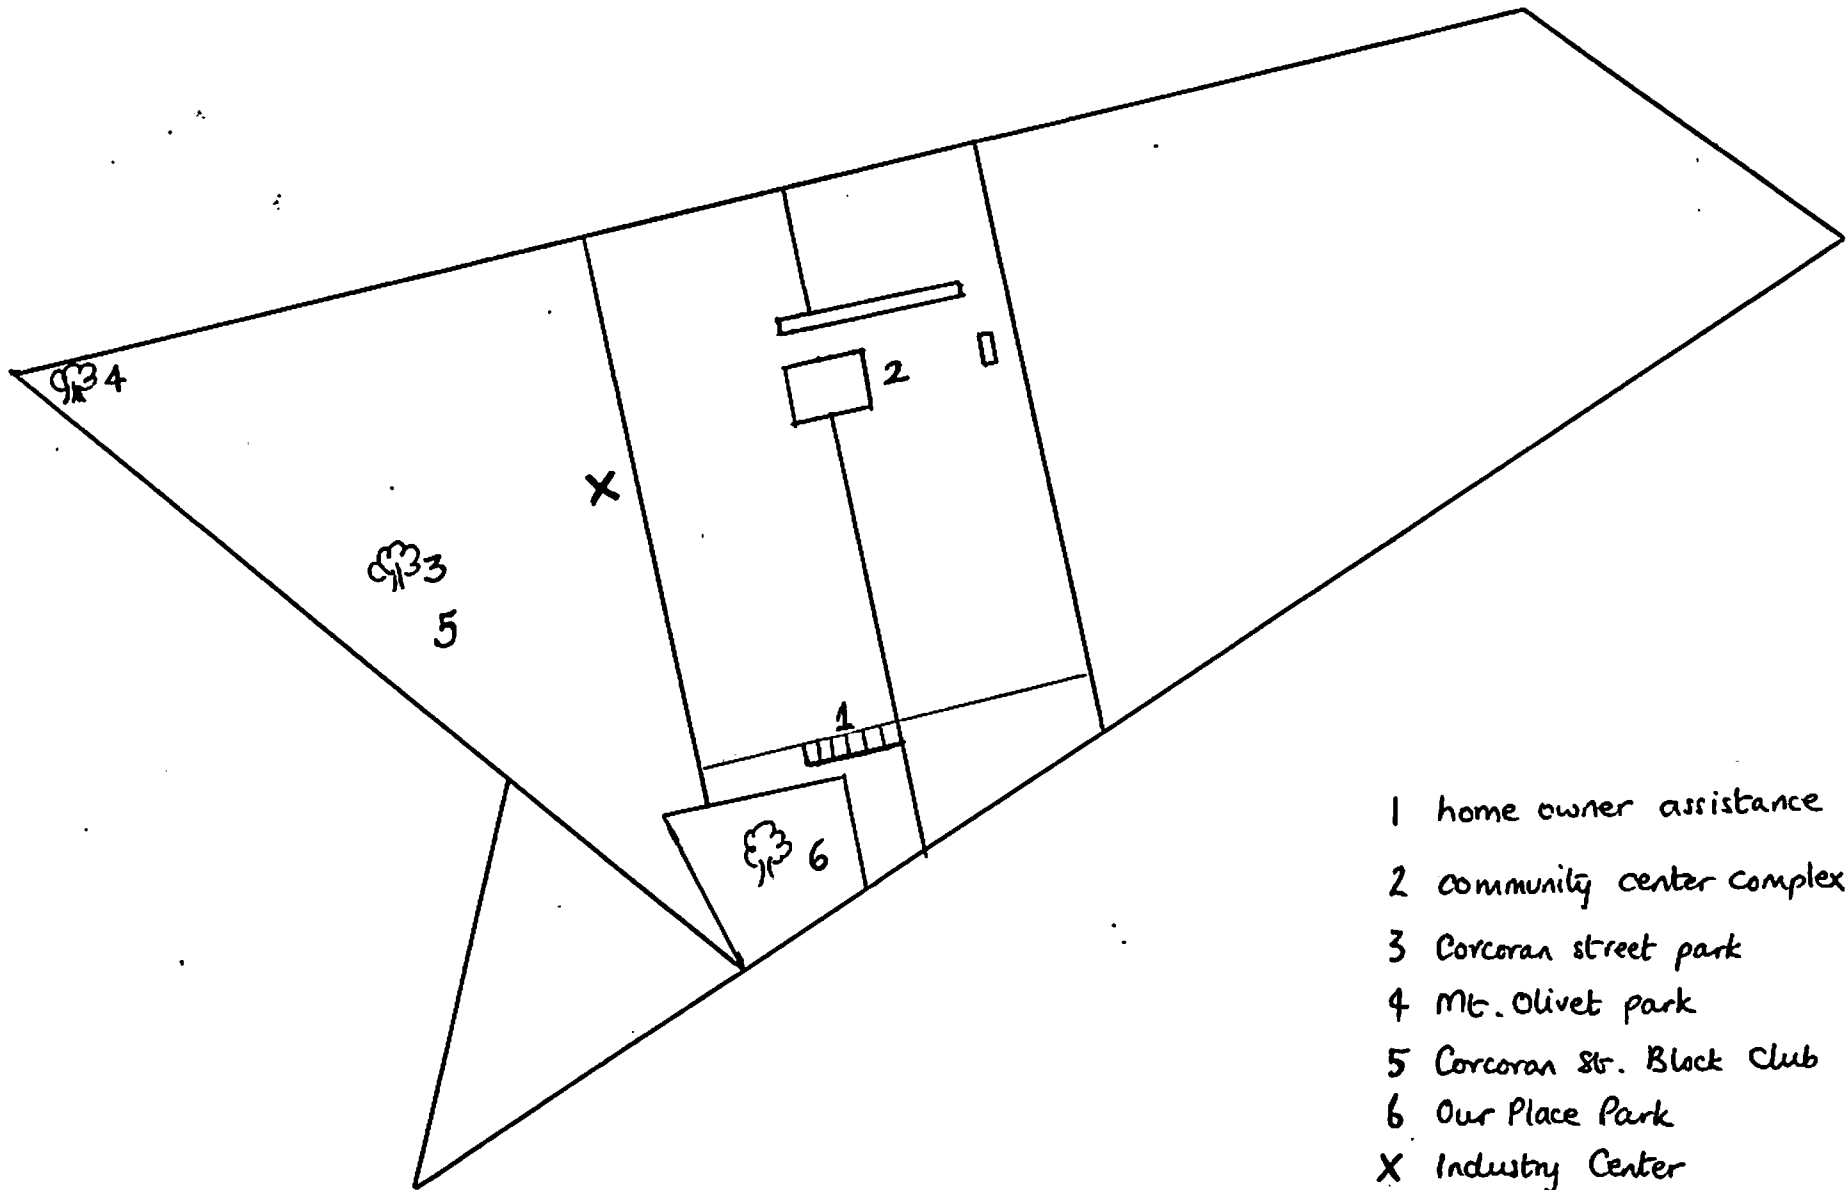 4
2
X
3
5
1
6
1 home owner assistance
2 community center complex
3 Corcoran street park
4 Mt. Olivet park
5 Corcoran St. Block Club
6 Our Place Park
X Industry Center